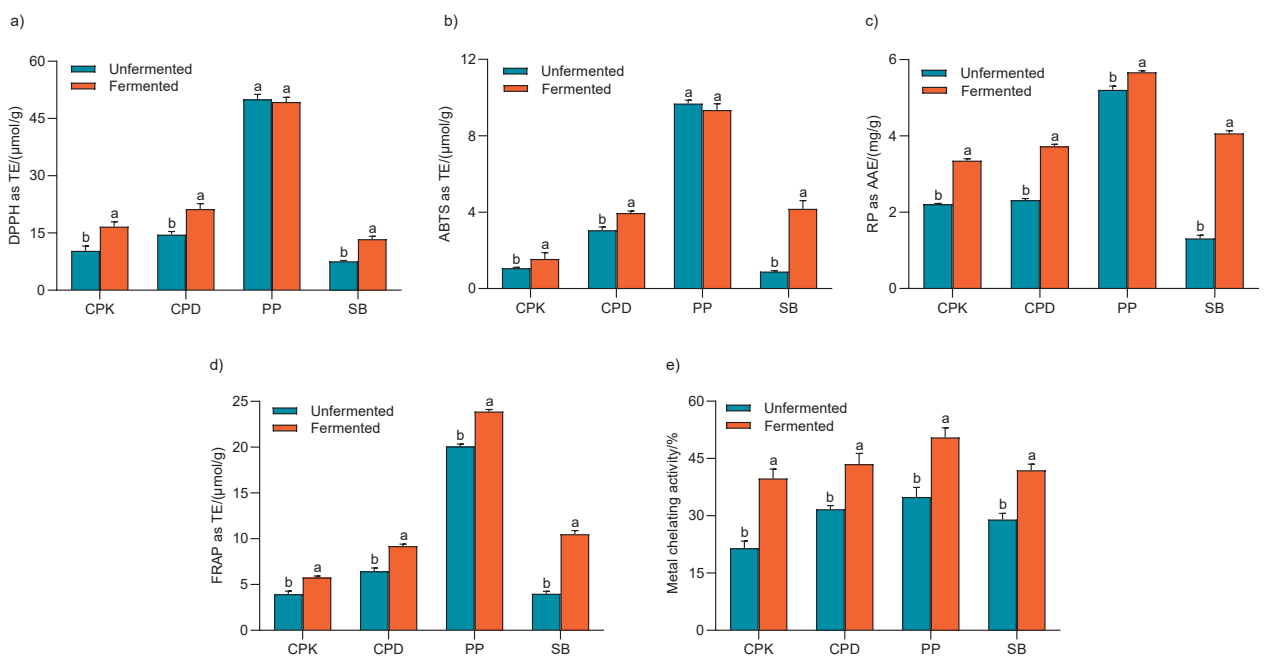 a)
DPPH as TE/(μmol/g)
60
45
30
15
0
Unfermented
Fermented
b
a
b
a
a
a
b
a
CPK
CPD
PP
SB
b)
ABTS as TE/(μmol/g)
12
9
6
4
0
Unfermented
Fermented
b
a
b
a
a
a
b
a
CPK
CPD
PP
SB
c)
RP as AAE/(mg/g)
6
4
2
0
Unfermented
Fermented
b
a
b
a
b
a
b
a
CPK
CPD
PP
SB
d)
FRAP as TE/(μmol/g)
25
20
15
10
5
0
Unfermented
Fermented
b
a
b
a
b
a
b
a
CPK
CPD
PP
SB
e)
Metal chelating activity/%
60
45
30
15
0
Unfermented
Fermented
b
a
b
a
b
a
b
a
CPK
CPD
PP
SB